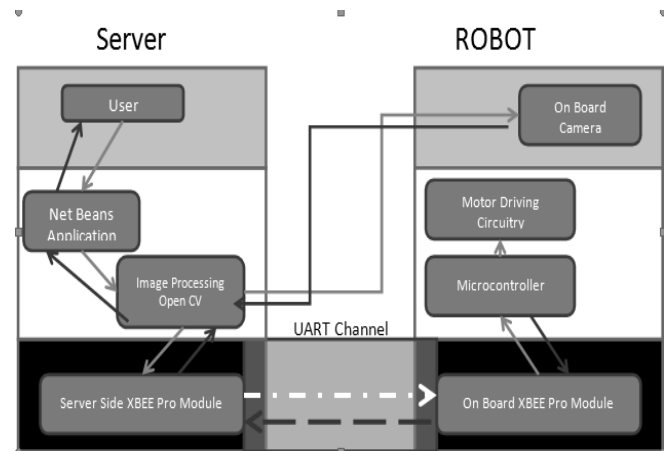 Server
ROBOT
User
On Board
Camera
Net Beans
Application
Motor Driving
Circuitry
Image Processing
Open CV
Microcontroller
UART Channel
Server Side XBEE Pro Module
On Board XBEE Pro Module